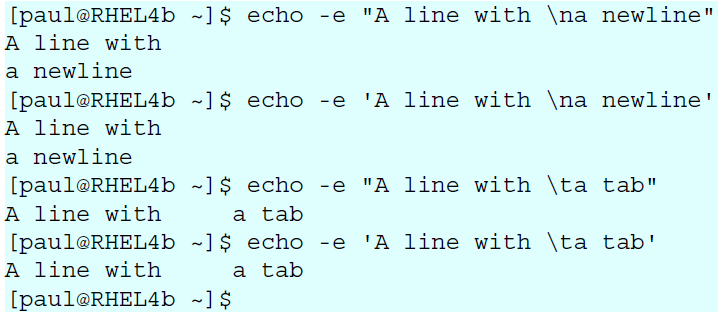 [paul@RHEL4b ~]$ echo -e "A line with \na newline"
A line with
a newline
[paul@RHEL4b ~]$ echo -e 'A line with \na newline'
A line with
a newline
[paul@RHEL4b ~]$ echo -e "A line with \ta tab"
A line with     a tab
[paul@RHEL4b ~]$ echo -e 'A line with \ta tab'
A line with     a tab
[paul@RHEL4b ~]$